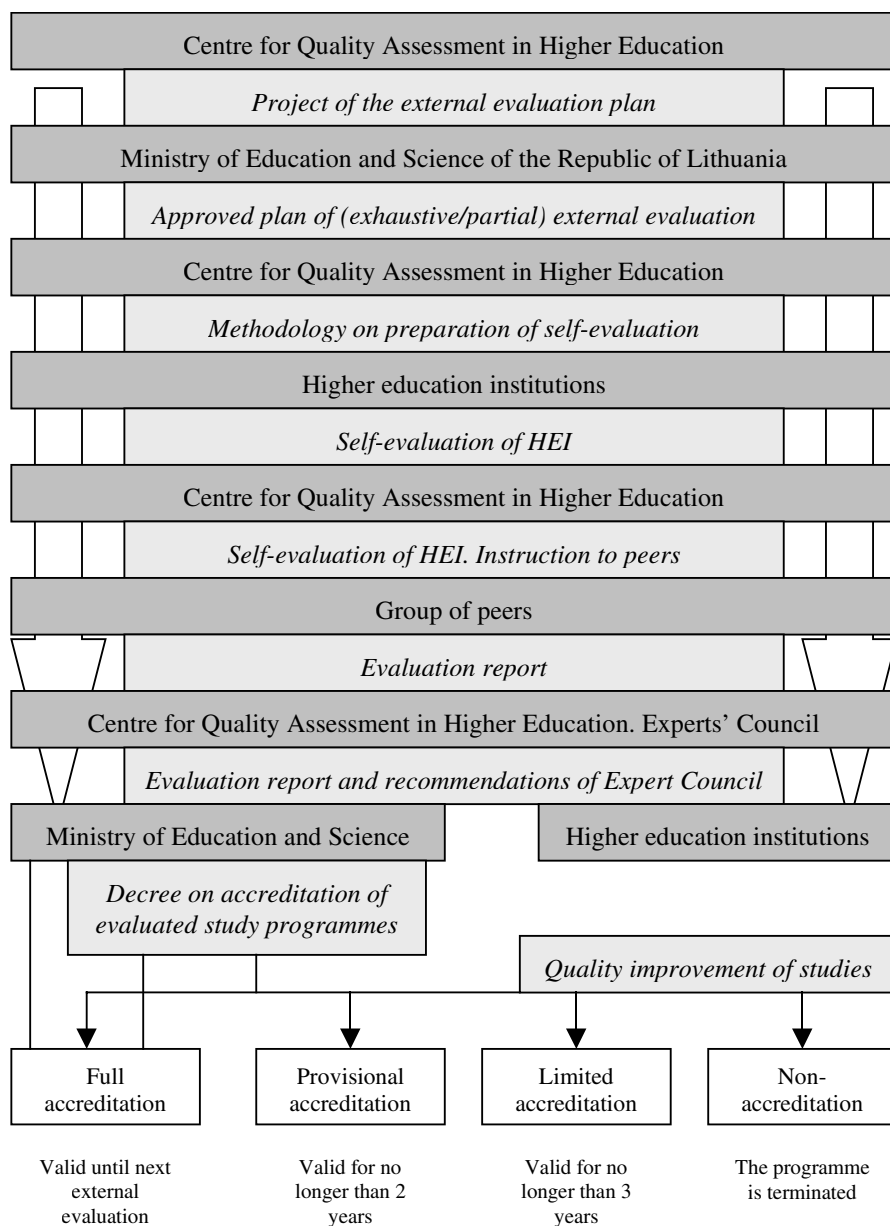 Centre for Quality Assessment in Higher Education
Project of the external evaluation plan
Ministry of Education and Science of the Republic of Lithuania
Approved plan of (exhaustive/partial) external evaluation
Centre for Quality Assessment in Higher Education
Methodology on preparation of self-evaluation
Higher education institutions
Self-evaluation of HEI
Centre for Quality Assessment in Higher Education
Self-evaluation of HEI. Instruction to peers
Group of peers
Evaluation report
Centre for Quality Assessment in Higher Education. Experts’ Council
Evaluation report and recommendations of Expert Council
Ministry of Education and Science
Higher education institutions
Decree on accreditation of
evaluated study programmes
Quality improvement of studies
Full
accreditation
Provisional
accreditation
Limited
accreditation
Non-
accreditation
Valid until next
external
evaluation
Valid for no
longer than 2
years
Valid for no
longer than 3
years
The programme
is terminated